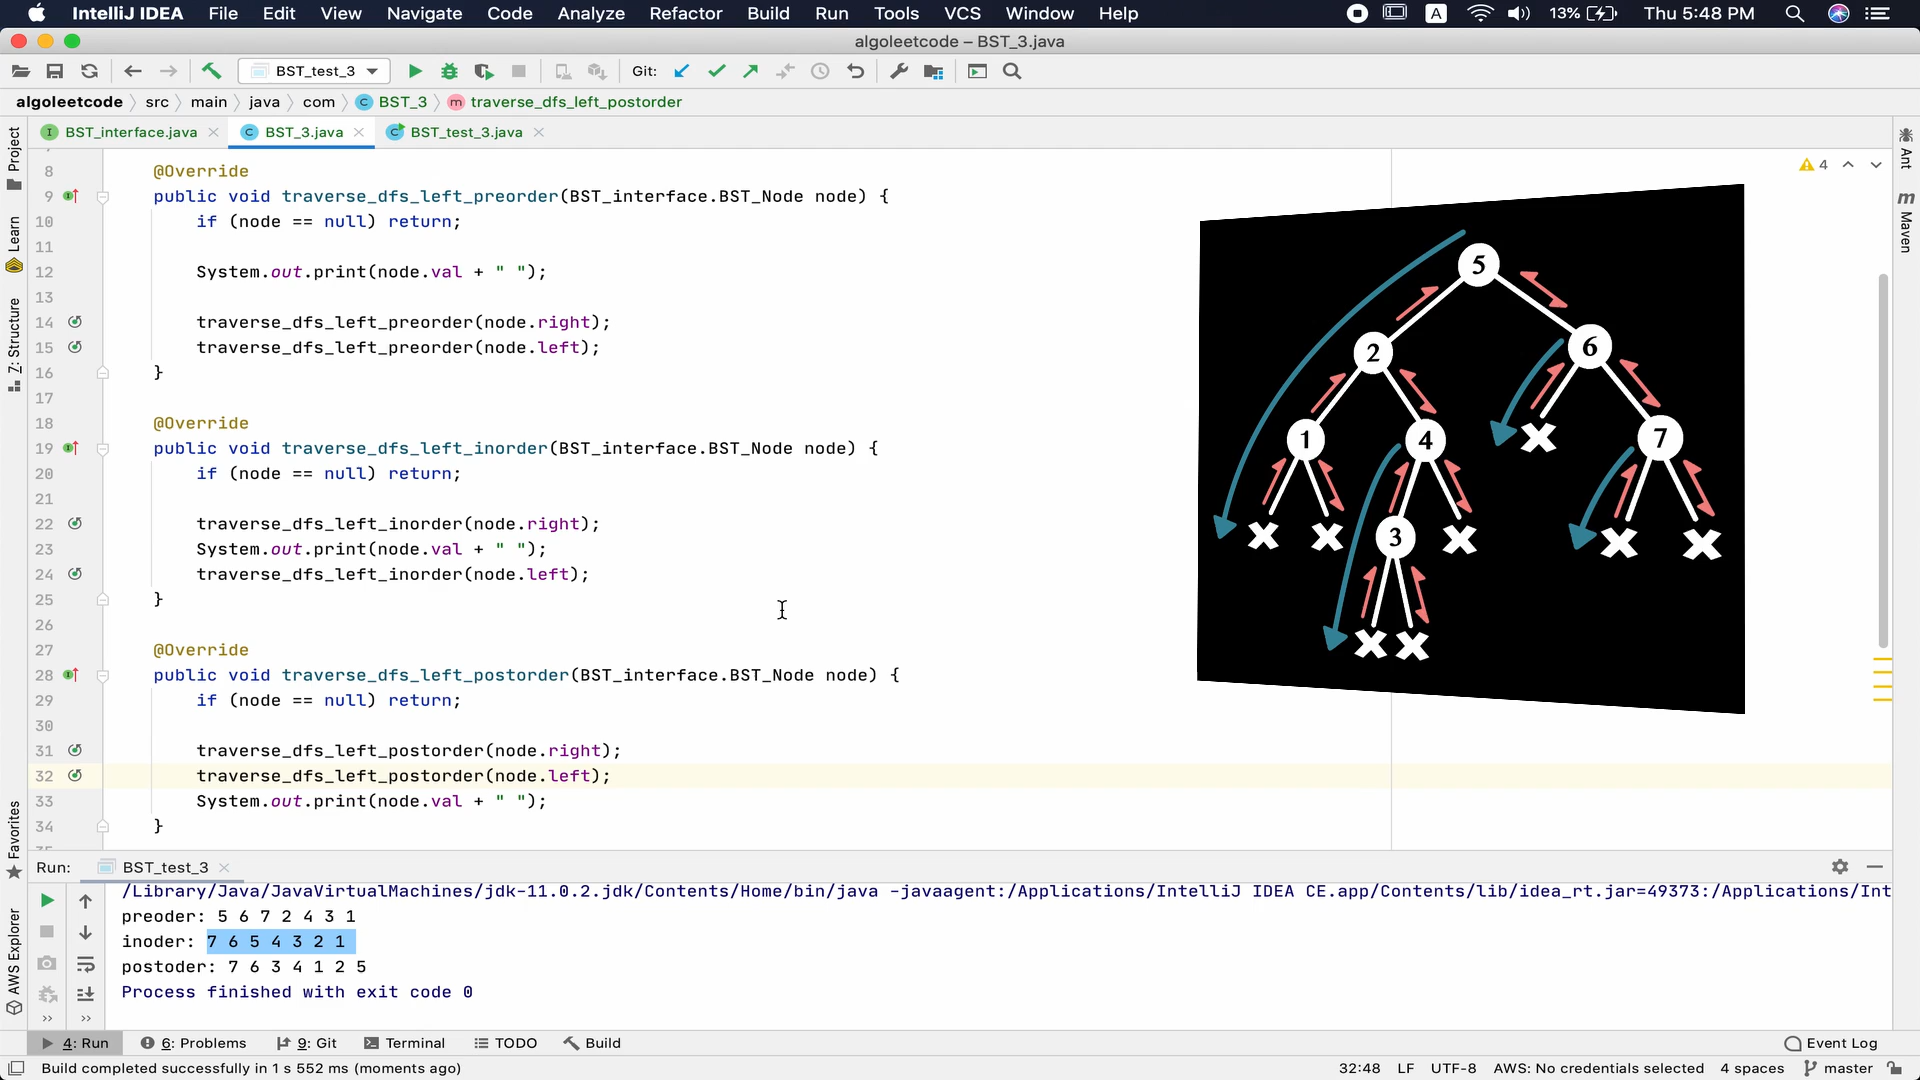 IntelliJ IDEA File Edit View Navigate Code Analyze Refactor Build Run Tools VCS Window Help A 13% Thu 5:48 PM
algoleetcode – BST_3.java
BST_test_3 Git:
algoleetcode src main java com C BST_3 m traverse_dfs_left_postorder
I BST_interface.java C BST_3.java C BST_test_3.java
Project
Learn
Z: Structure
Favorites
AWS Explorer
Ant
m Maven
4
8 @Override
9 public void traverse_dfs_left_preorder(BST_interface.BST_Node node) {
10 if (node == null) return;
11
12 System.out.print(node.val + " ");
13
14 traverse_dfs_left_preorder(node.right);
15 traverse_dfs_left_preorder(node.left);
16 }
17
18 @Override
19 public void traverse_dfs_left_inorder(BST_interface.BST_Node node) {
20 if (node == null) return;
21
22 traverse_dfs_left_inorder(node.right);
23 System.out.print(node.val + " ");
24 traverse_dfs_left_inorder(node.left);
25 }
26
27 @Override
28 public void traverse_dfs_left_postorder(BST_interface.BST_Node node) {
29 if (node == null) return;
30
31 traverse_dfs_left_postorder(node.right);
32 traverse_dfs_left_postorder(node.left);
33 System.out.print(node.val + " ");
34 }
5
2 6
1 4 7
3
Run: BST_test_3
/Library/Java/JavaVirtualMachines/jdk-11.0.2.jdk/Contents/Home/bin/java -javaagent:/Applications/IntelliJ IDEA CE.app/Contents/lib/idea_rt.jar=49373:/Applications/Int
preoder: 5 6 7 2 4 3 1
inoder: 7 6 5 4 3 2 1
postoder: 7 6 3 4 1 2 5
Process finished with exit code 0
4: Run 6: Problems 9: Git Terminal TODO Build Event Log
Build completed successfully in 1 s 552 ms (moments ago) 32:48 LF UTF-8 AWS: No credentials selected 4 spaces master